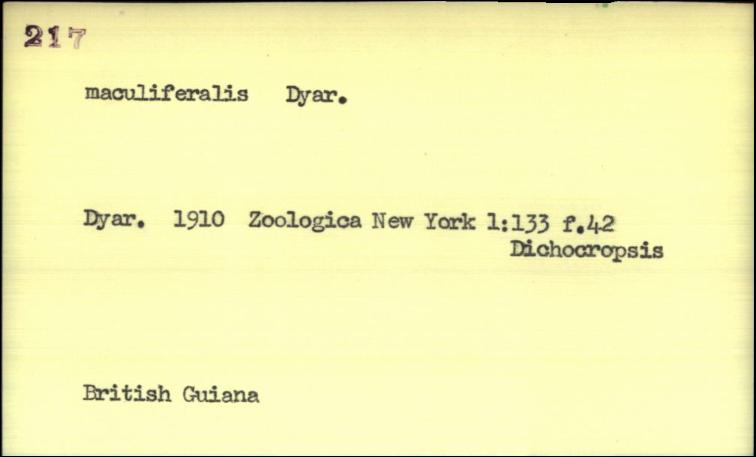 217
maculiferalis Dyar.
Dyar. 1910 Zoologica New York 1:133 f.42
Dichocropsis
British Guiana